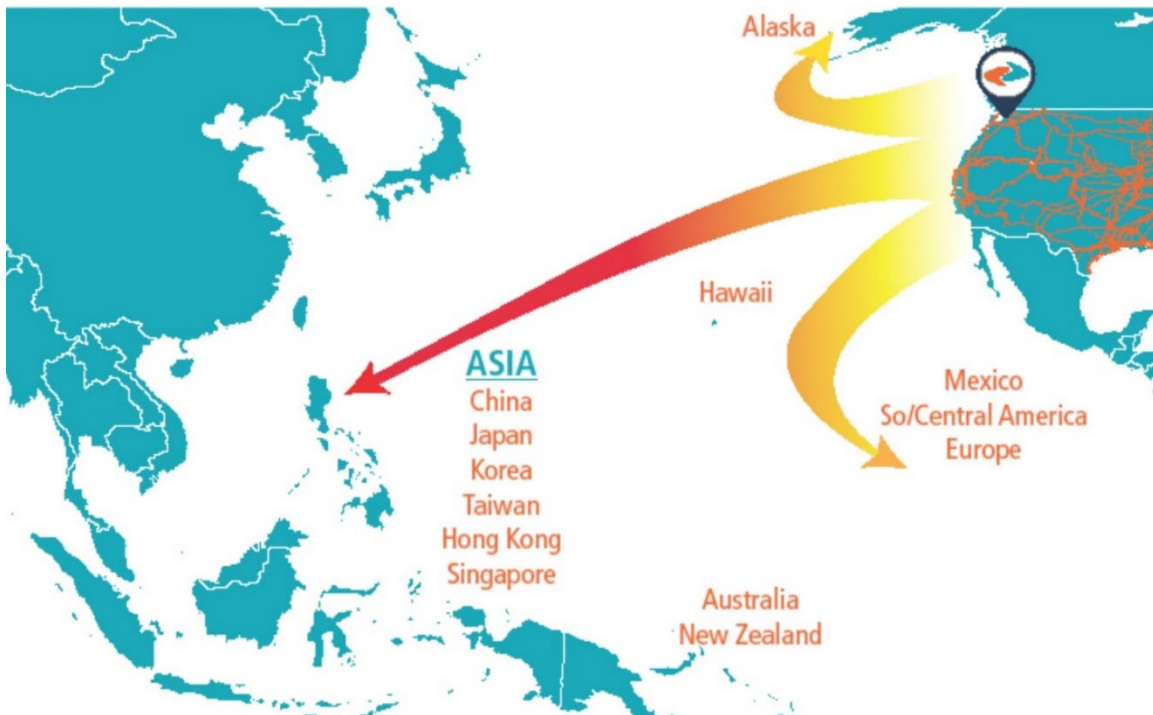 Alaska
Hawaii
ASIA
China
Japan
Korea
Taiwan
Hong Kong
Singapore
Mexico
So/Central America
Europe
Australia
New Zealand